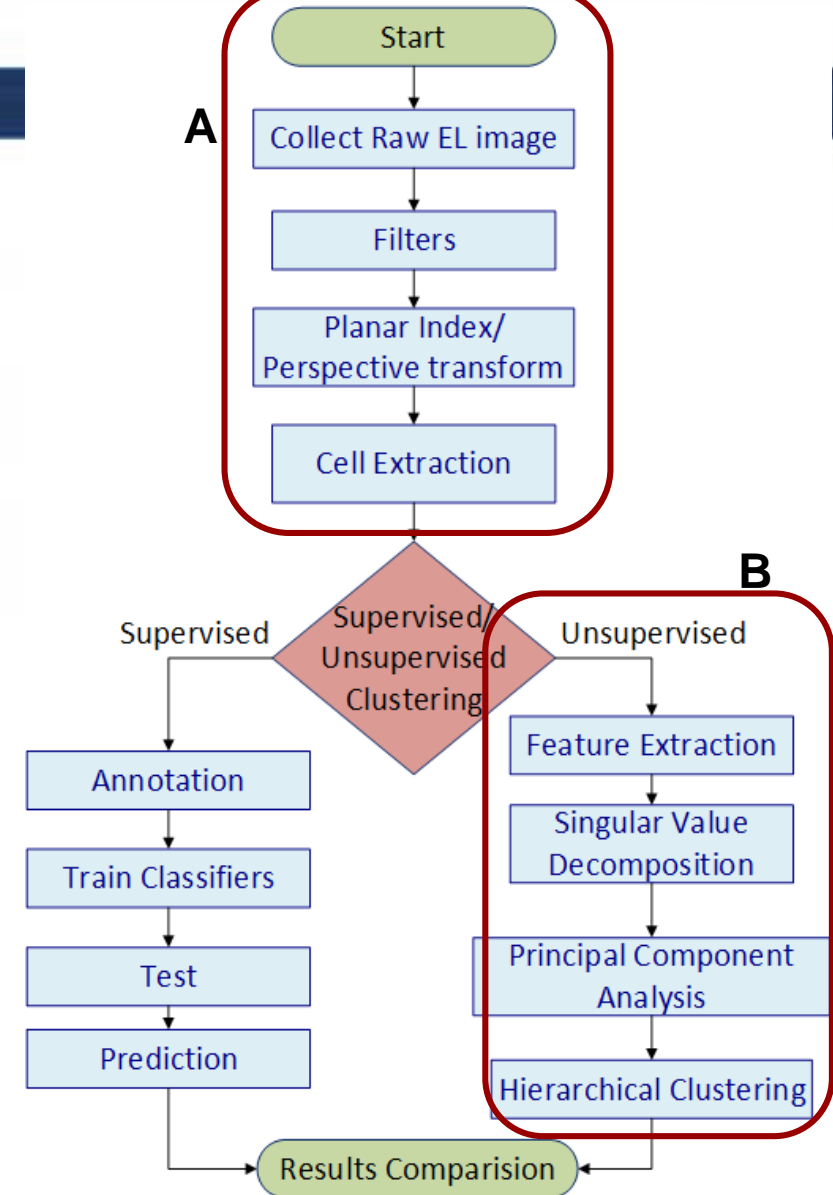 Start
A
Collect Raw EL image
Filters
Planar Index/
Perspective transform
Cell Extraction
B
Supervised/
Unsupervised
Clustering
Supervised
Unsupervised
Annotation
Train Classifiers
Test
Prediction
Feature Extraction
Singular Value
Decomposition
Principal Component
Analysis
Hierarchical Clustering
Results Comparision